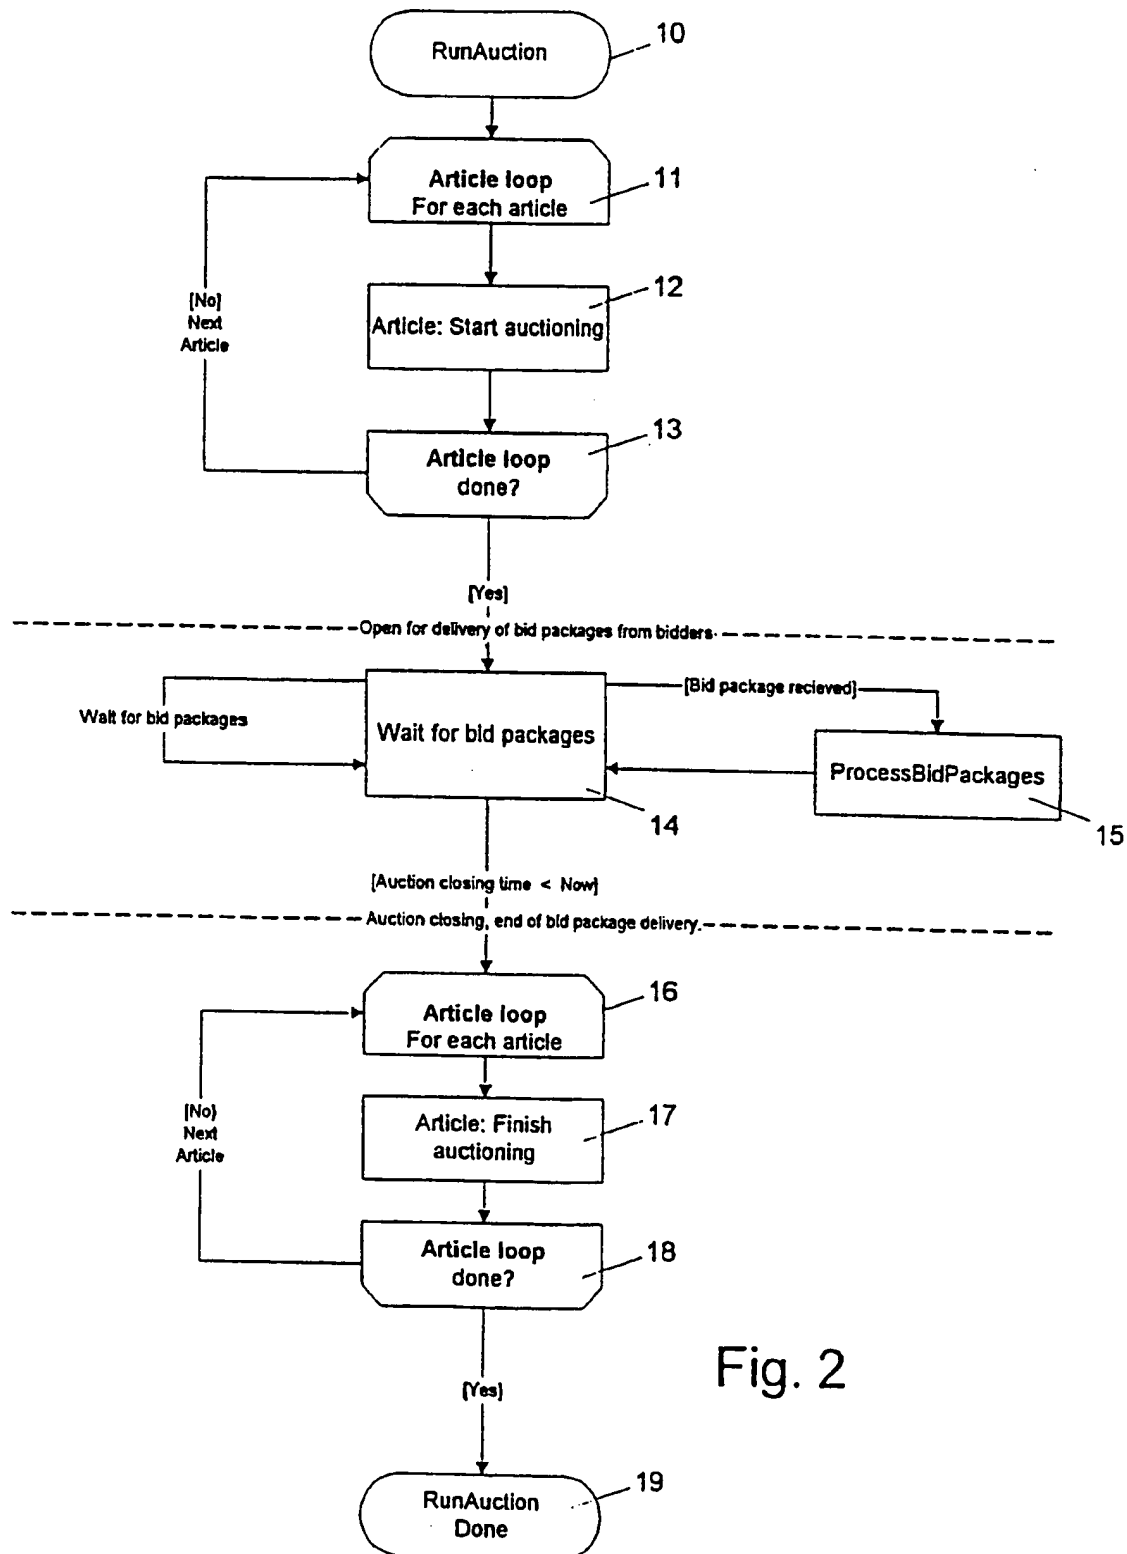 RunAuction
10
Article loop
For each article
11
[No]
Next
Article
12
Article: Start auctioning
13
Article loop
done?
[Yes]
Open for delivery of bid packages from bidders
Wait for bid packages
Wait for bid packages
[Bid package recieved]
ProcessBidPackages
14
15
[Auction closing time < Now]
Auction closing, end of bid package delivery.
16
Article loop
For each article
[No]
Next
Article
17
Article: Finish
auctioning
18
Article loop
done?
Fig. 2
[Yes]
19
RunAuction
Done